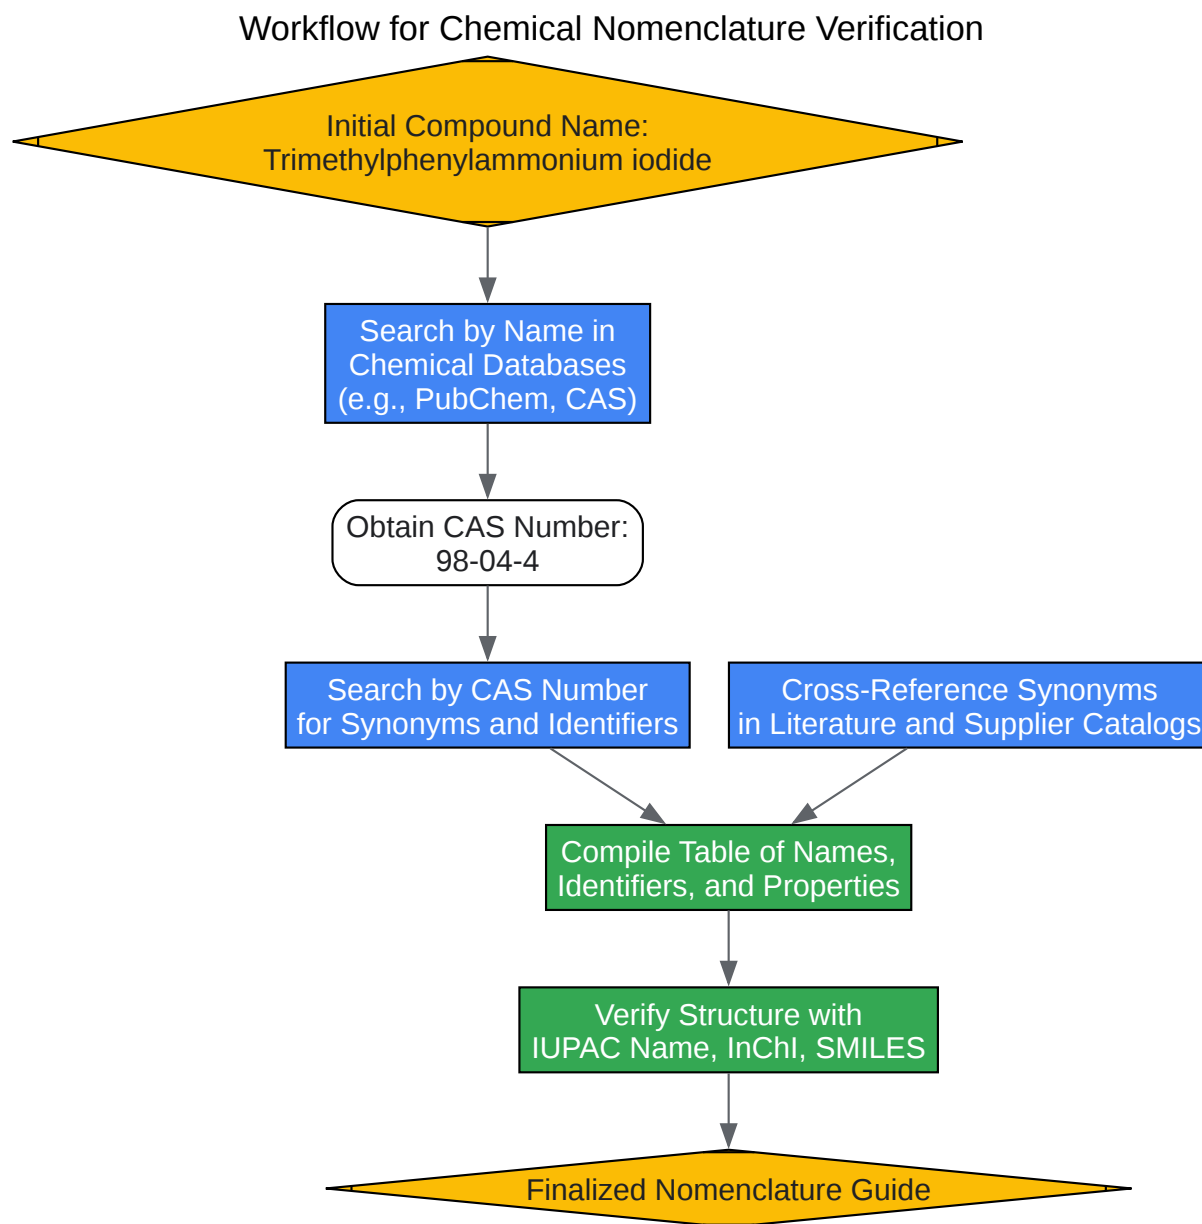 Workflow for Chemical Nomenclature Verification
Initial Compound Name:
Trimethylphenylammonium iodide
Search by Name in
Chemical Databases
(e.g., PubChem, CAS)
Obtain CAS Number:
98-04-4
Search by CAS Number
for Synonyms and Identifiers
Cross-Reference Synonyms
in Literature and Supplier Catalogs
Compile Table of Names,
Identifiers, and Properties
Verify Structure with
IUPAC Name, InChI, SMILES
Finalized Nomenclature Guide